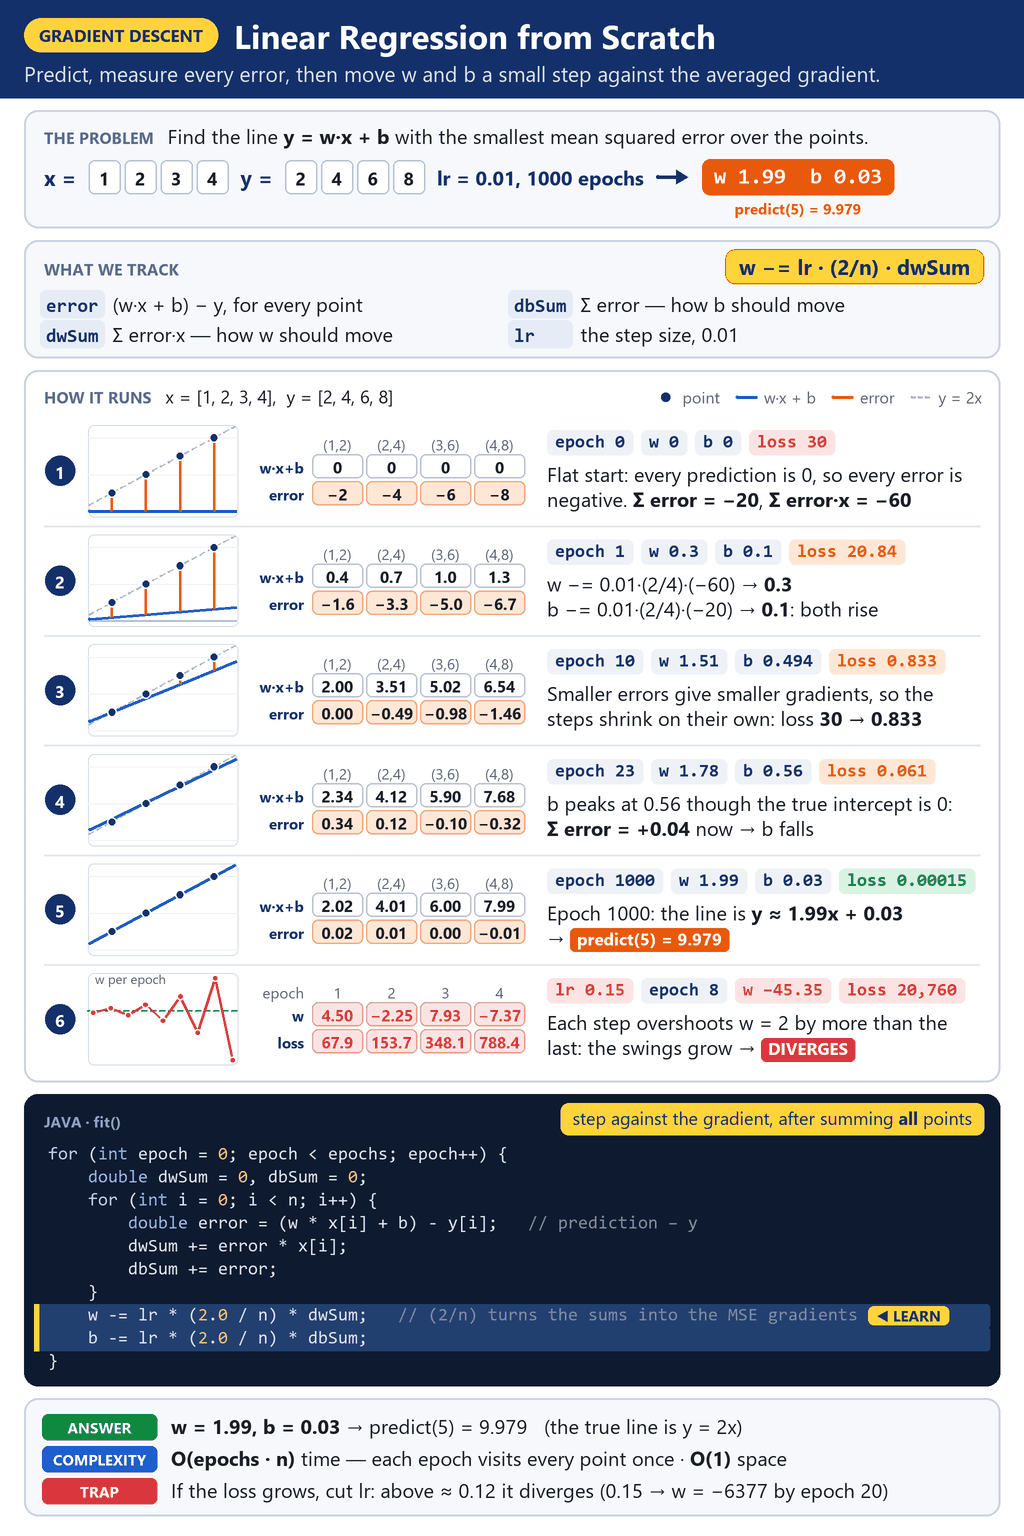 GRADIENT DESCENT Linear Regression from Scratch
Predict, measure every error, then move w and b a small step against the averaged gradient.
THE PROBLEM Find the line y = w·x + b with the smallest mean squared error over the points.
x = 1 2 3 4 y = 2 4 6 8 lr = 0.01, 1000 epochs → w 1.99 b 0.03
predict(5) = 9.979
WHAT WE TRACK w −= lr · (2/n) · dwSum
error (w·x + b) − y, for every point dbSum Σ error — how b should move
dwSum Σ error·x — how w should move lr the step size, 0.01
HOW IT RUNS x = [1, 2, 3, 4], y = [2, 4, 6, 8] point w·x + b error y = 2x
1
(1,2) (2,4) (3,6) (4,8)
w·x+b 0 0 0 0
error −2 −4 −6 −8
epoch 0 w 0 b 0 loss 30
Flat start: every prediction is 0, so every error is
negative. Σ error = −20, Σ error·x = −60
2
(1,2) (2,4) (3,6) (4,8)
w·x+b 0.4 0.7 1.0 1.3
error −1.6 −3.3 −5.0 −6.7
epoch 1 w 0.3 b 0.1 loss 20.84
w −= 0.01·(2/4)·(−60) → 0.3
b −= 0.01·(2/4)·(−20) → 0.1: both rise
3
(1,2) (2,4) (3,6) (4,8)
w·x+b 2.00 3.51 5.02 6.54
error 0.00 −0.49 −0.98 −1.46
epoch 10 w 1.51 b 0.494 loss 0.833
Smaller errors give smaller gradients, so the
steps shrink on their own: loss 30 → 0.833
4
(1,2) (2,4) (3,6) (4,8)
w·x+b 2.34 4.12 5.90 7.68
error 0.34 0.12 −0.10 −0.32
epoch 23 w 1.78 b 0.56 loss 0.061
b peaks at 0.56 though the true intercept is 0:
Σ error = +0.04 now → b falls
5
(1,2) (2,4) (3,6) (4,8)
w·x+b 2.02 4.01 6.00 7.99
error 0.02 0.01 0.00 −0.01
epoch 1000 w 1.99 b 0.03 loss 0.00015
Epoch 1000: the line is y ≈ 1.99x + 0.03
→ predict(5) = 9.979
6
w per epoch
epoch 1 2 3 4
w 4.50 −2.25 7.93 −7.37
loss 67.9 153.7 348.1 788.4
lr 0.15 epoch 8 w −45.35 loss 20,760
Each step overshoots w = 2 by more than the
last: the swings grow → DIVERGES
JAVA · fit() step against the gradient, after summing all points
for (int epoch = 0; epoch < epochs; epoch++) {
double dwSum = 0, dbSum = 0;
for (int i = 0; i < n; i++) {
double error = (w * x[i] + b) - y[i]; // prediction − y
dwSum += error * x[i];
dbSum += error;
}
w -= lr * (2.0 / n) * dwSum; // (2/n) turns the sums into the MSE gradients ◀ LEARN
b -= lr * (2.0 / n) * dbSum;
}
ANSWER w = 1.99, b = 0.03 → predict(5) = 9.979 (the true line is y = 2x)
COMPLEXITY O(epochs · n) time — each epoch visits every point once · O(1) space
TRAP If the loss grows, cut lr: above ≈ 0.12 it diverges (0.15 → w = −6377 by epoch 20)